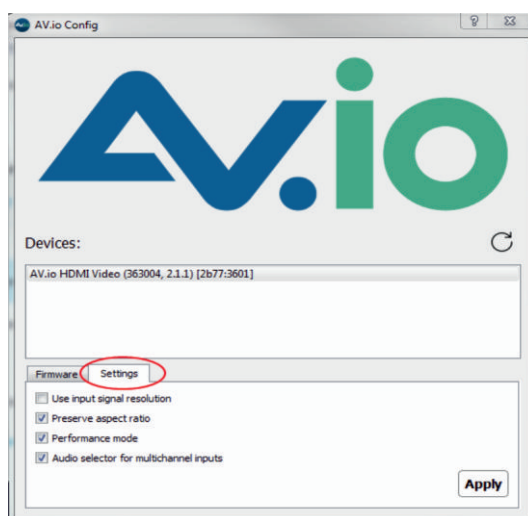 AV.io Config
AV.io
Devices:
AV.io HDMI Video (363004, 2.1.1) [2b77:3601]
Firmware Settings
Use input signal resolution
Preserve aspect ratio
Performance mode
Audio selector for multichannel inputs
Apply